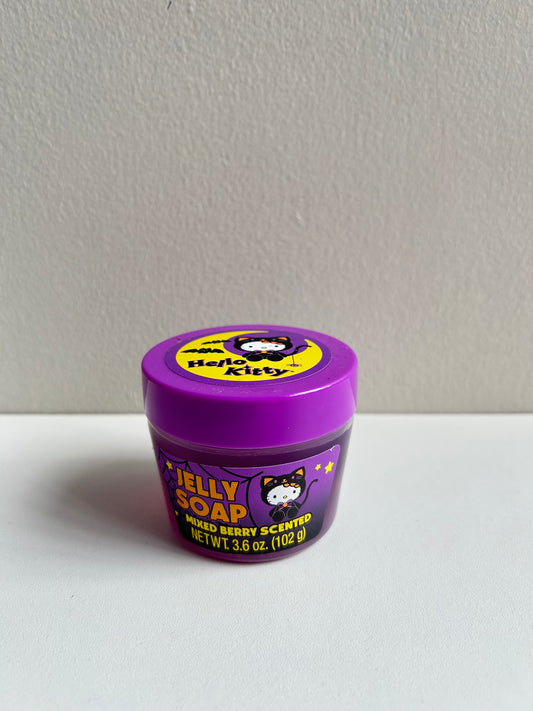 Hello
Kitty
JELLY
SOAP
MIXED BERRY SCENTED
NET WT. 3.6 oz. (102 g)